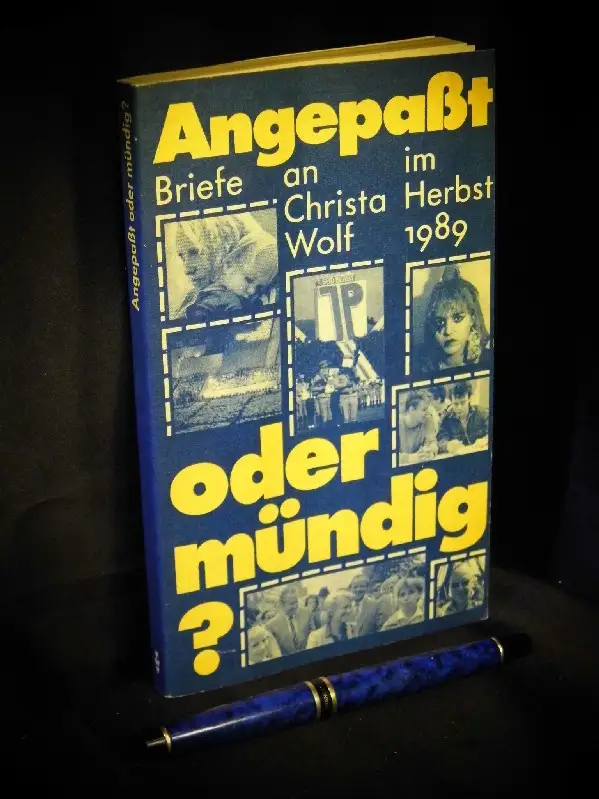 Angepaßt
Briefe
an
Christa
Wolf
im
Herbst
1989
oder
mündig
?
Angepaßt oder mündig?